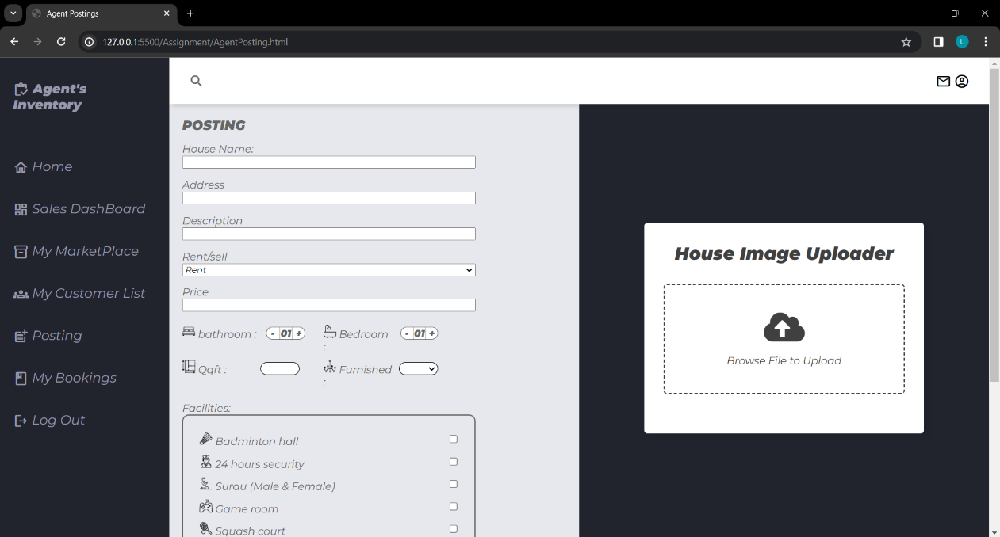 Agent Postings
127.0.0.1:5500/Assignment/AgentPosting.html
L
Agent's
Inventory
Home
Sales DashBoard
My MarketPlace
My Customer List
Posting
My Bookings
Log Out
POSTING
House Name:
Address
Description
Rent/sell
Rent
Price
bathroom : - 01 + Bedroom : - 01 +
Qqft : Furnished :
Facilities:
Badminton hall
24 hours security
Surau (Male & Female)
Game room
Squash court
House Image Uploader
Browse File to Upload